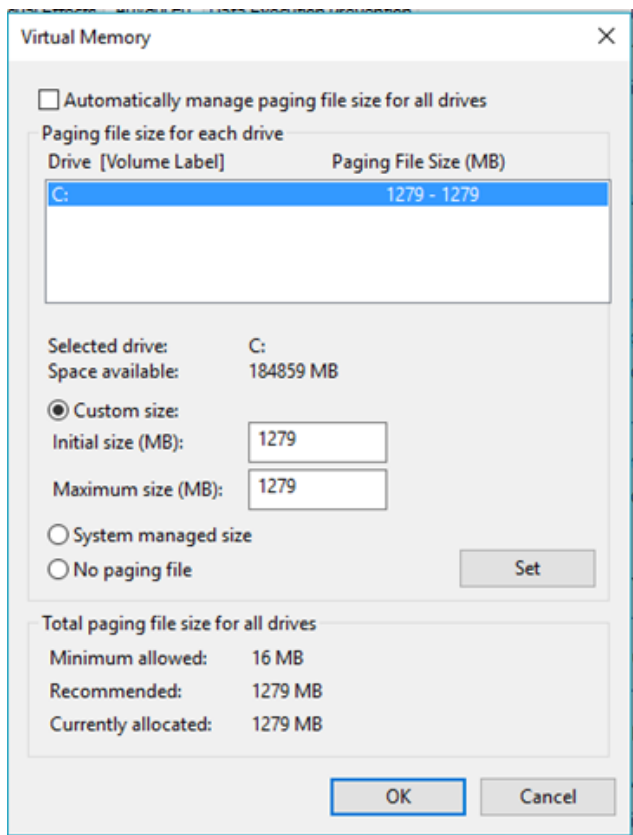 Virtual Memory
Automatically manage paging file size for all drives
Paging file size for each drive
Drive [Volume Label] Paging File Size (MB)
C: 1279 - 1279
Selected drive: C:
Space available: 184859 MB
Custom size:
Initial size (MB): 1279
Maximum size (MB): 1279
System managed size
No paging file Set
Total paging file size for all drives
Minimum allowed: 16 MB
Recommended: 1279 MB
Currently allocated: 1279 MB
OK Cancel